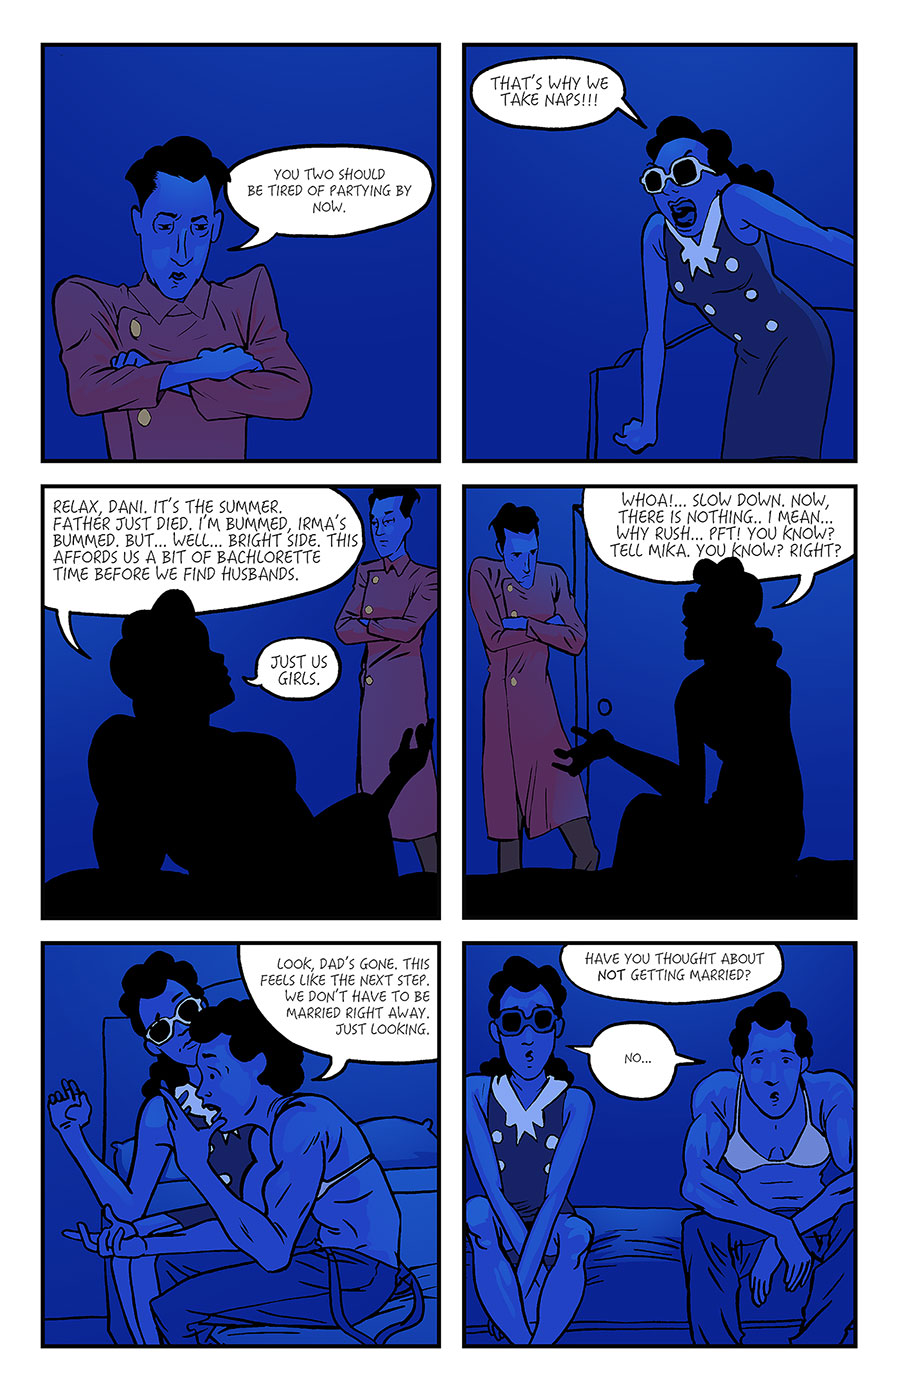 YOU TWO SHOULD
BE TIRED OF PARTYING BY
NOW.
THAT'S WHY WE
TAKE NAPS!!!
RELAX, DANI. IT'S THE SUMMER.
FATHER JUST DIED. I'M BUMMED, IRMA'S
BUMMED. BUT... WELL... BRIGHT SIDE. THIS
AFFORDS US A BIT OF BACHLORETTE
TIME BEFORE WE FIND HUSBANDS.
JUST US
GIRLS.
WHOA!... SLOW DOWN. NOW,
THERE IS NOTHING.. I MEAN...
WHY RUSH... PFT! YOU KNOW?
TELL MIKA. YOU KNOW? RIGHT?
LOOK, DAD'S GONE. THIS
FEELS LIKE THE NEXT STEP.
WE DON'T HAVE TO BE
MARRIED RIGHT AWAY.
JUST LOOKING.
HAVE YOU THOUGHT ABOUT
NOT GETTING MARRIED?
NO...